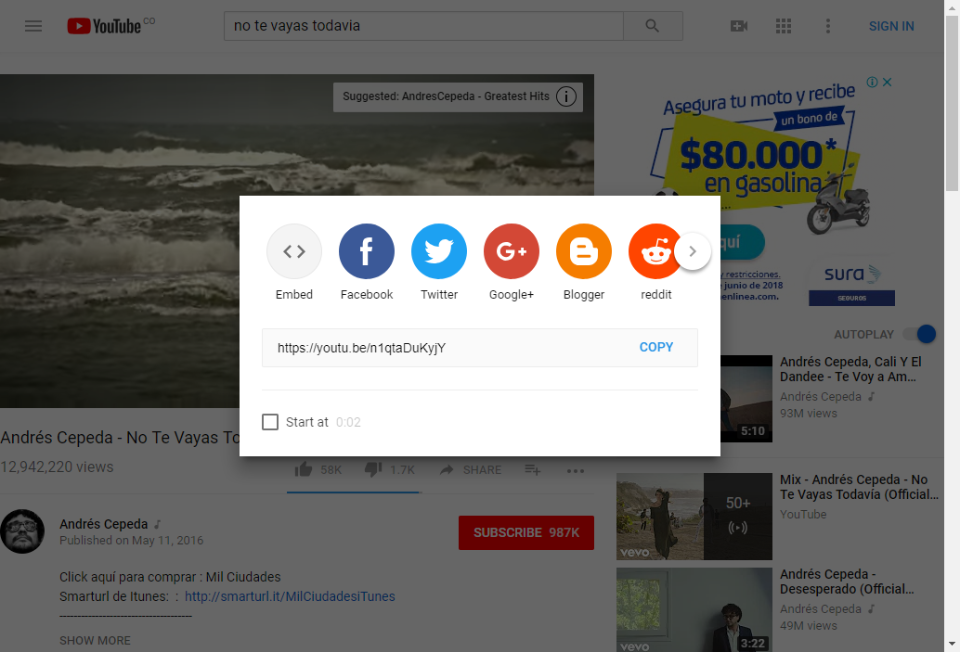 YouTube CO
no te vayas todavia
SIGN IN
Suggested: AndresCepeda - Greatest Hits
Asegura tu moto y recibe
un bono de
$80.000*
en gasolina
quí
restricciones.
de junio de 2018
enlinea.com.
sura
SEGUROS
Embed
Facebook
Twitter
Google+
Blogger
reddit
https://youtu.be/n1qtaDuKyjY
COPY
Start at 0:02
AUTOPLAY
Andrés Cepeda, Cali Y El
Dandee - Te Voy a Am...
Andrés Cepeda
93M views
5:10
Andrés Cepeda - No Te Vayas To
12,942,220 views
58K
1.7K
SHARE
Mix - Andrés Cepeda - No
Te Vayas Todavía (Official...
YouTube
50+
vevo
Andrés Cepeda
Published on May 11, 2016
SUBSCRIBE 987K
Click aquí para comprar : Mil Ciudades
Smarturl de Itunes: : http://smarturl.it/MilCiudadesiTunes
------------------------------------
SHOW MORE
Andrés Cepeda -
Desesperado (Official...
Andrés Cepeda
49M views
3:22
vevo